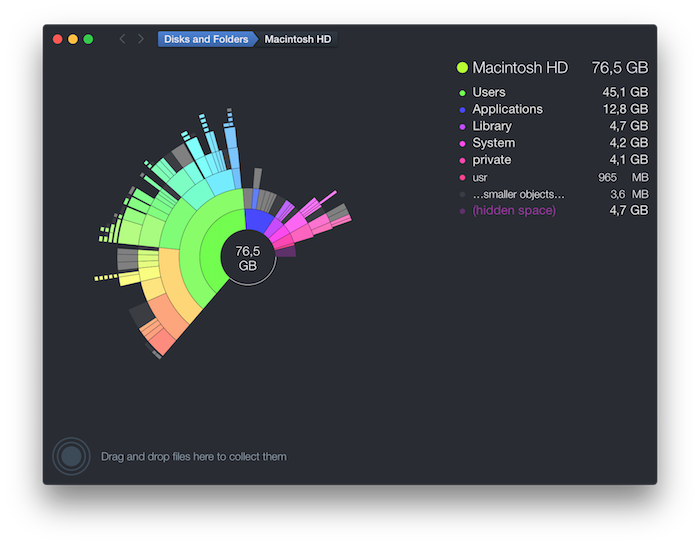 Disks and Folders Macintosh HD
Macintosh HD 76,5 GB
Users 45,1 GB
Applications 12,8 GB
Library 4,7 GB
System 4,2 GB
private 4,1 GB
usr 965 MB
...smaller objects... 3,6 MB
(hidden space) 4,7 GB
76,5
GB
Drag and drop files here to collect them